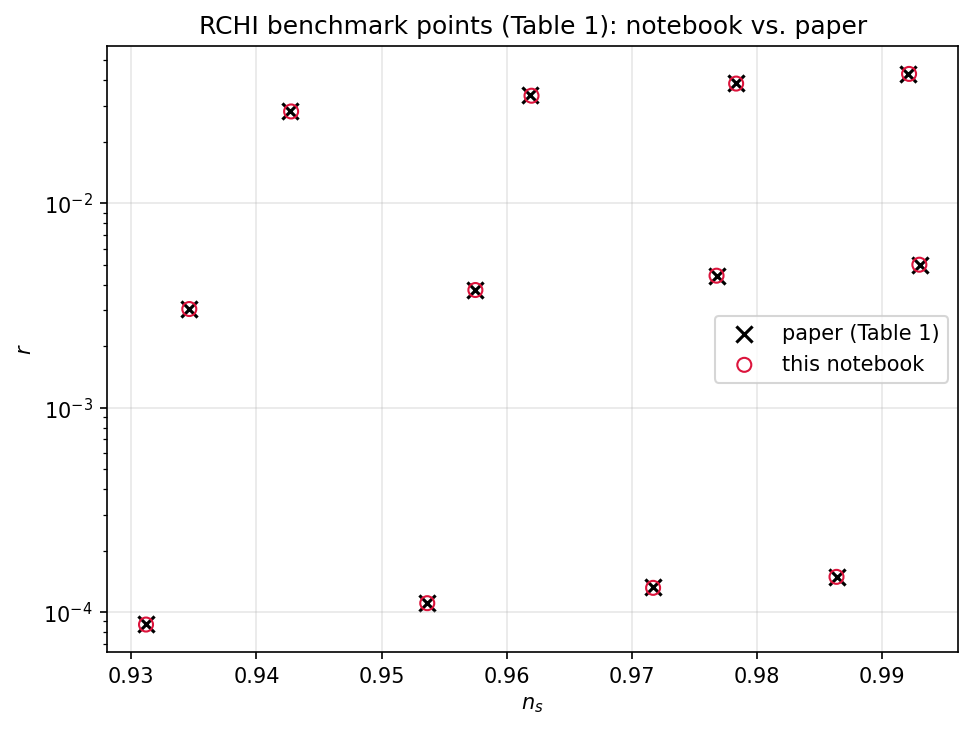 RCHI benchmark points (Table 1): notebook vs. paper
r
10⁻²
10⁻³
10⁻⁴
paper (Table 1)
this notebook
0.93 0.94 0.95 0.96 0.97 0.98 0.99
nₛ